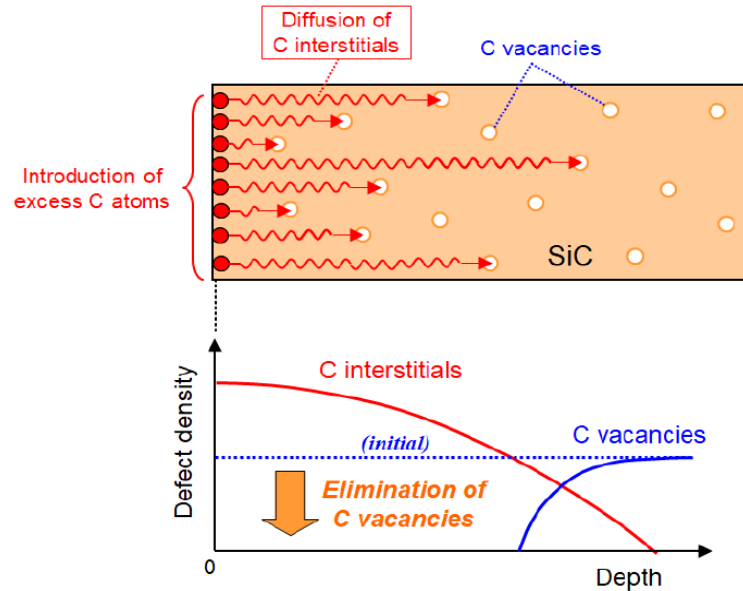 Diffusion of
C interstitials
C vacancies
Introduction of
excess C atoms
SiC
C interstitials
(initial)
C vacancies
Defect density
Elimination of
C vacancies
0
Depth